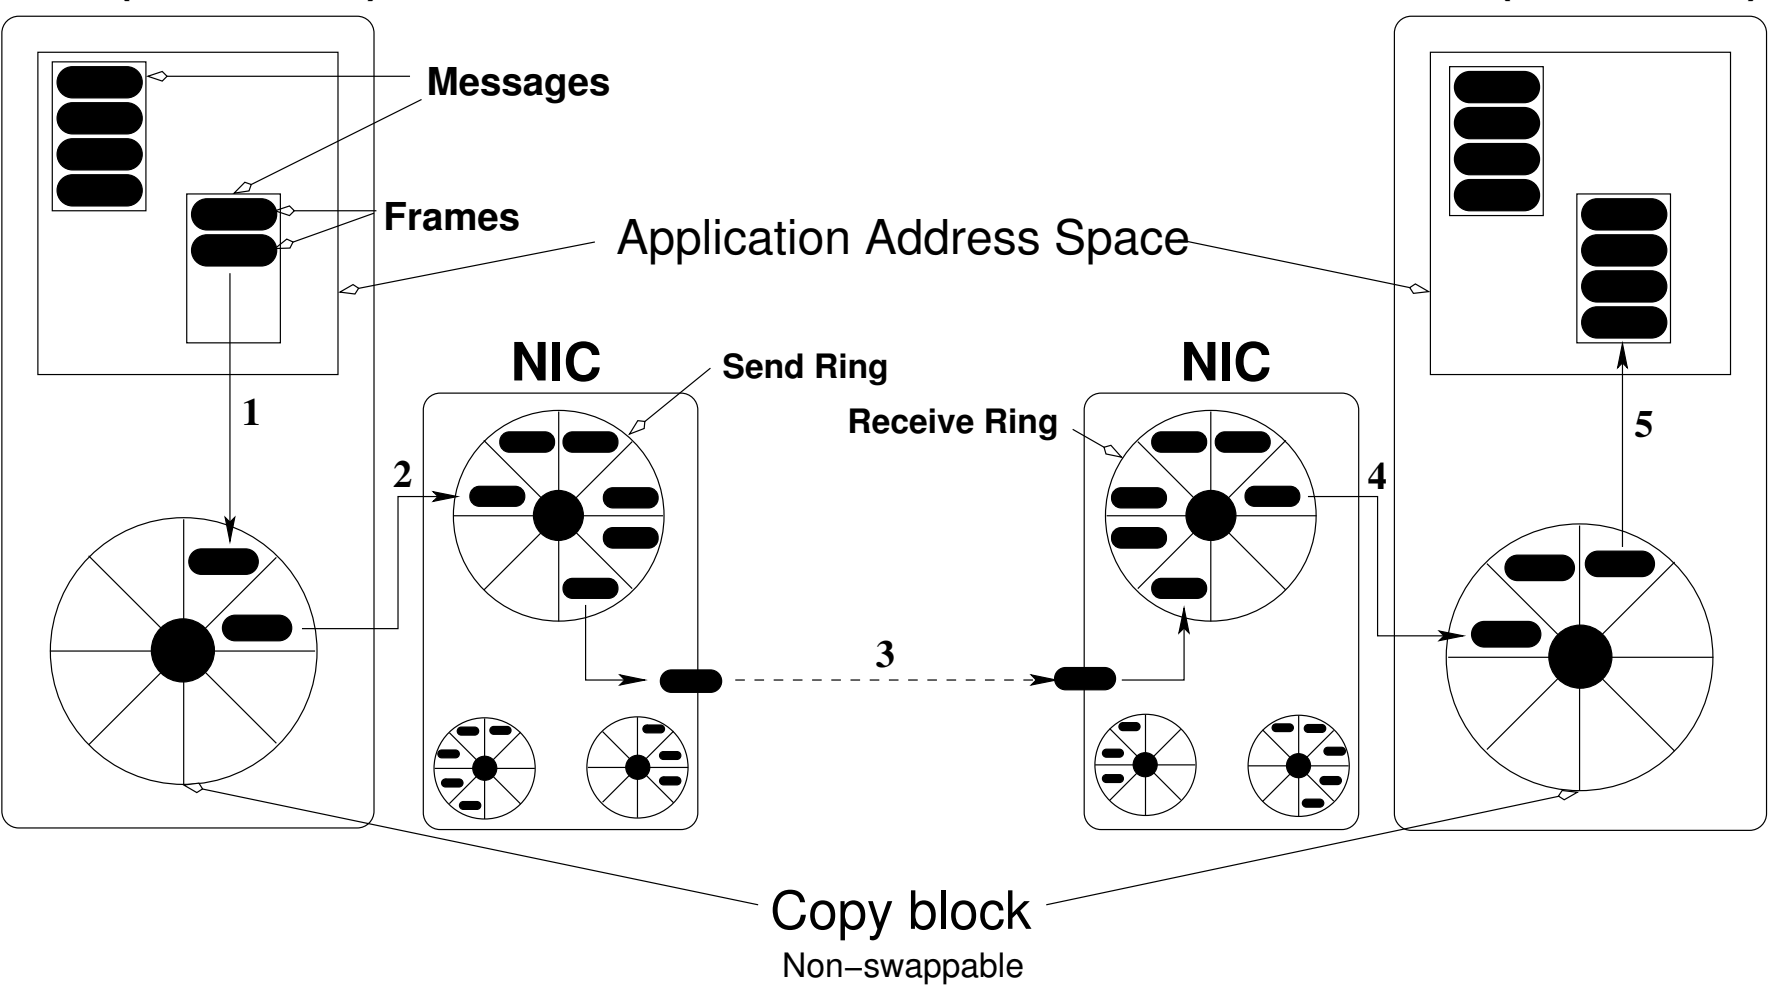 Messages
Frames
Application Address Space
NIC
NIC
Send Ring
Receive Ring
1
2
3
4
5
Copy block
Non–swappable